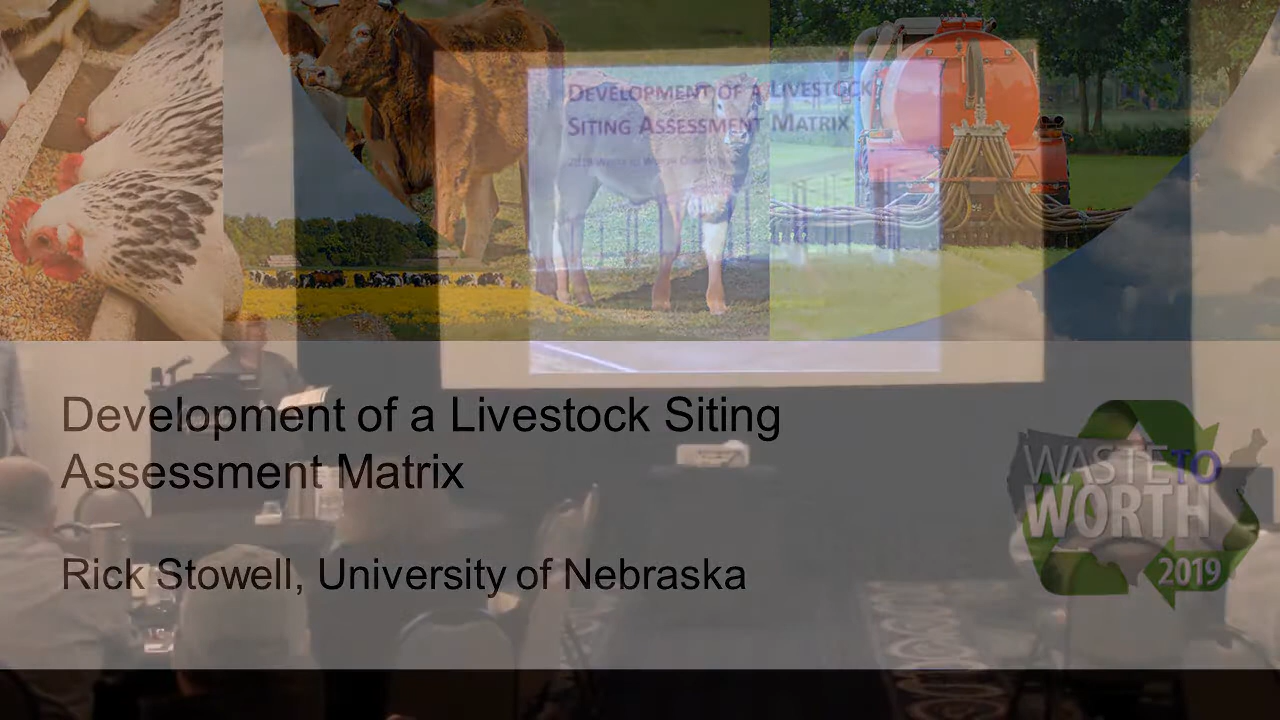 DEVELOPMENT OF A LIVESTOCK
SITING ASSESSMENT MATRIX
Development of a Livestock Siting
Assessment Matrix
Rick Stowell, University of Nebraska
WASTE TO
WORTH
2019